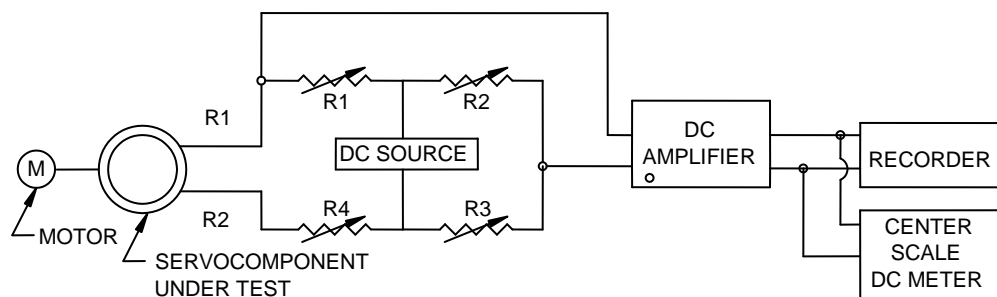 R1
R2
R1
DC SOURCE
R4
R3
R2
M
MOTOR
SERVOCOMPONENT
UNDER TEST
DC
AMPLIFIER
RECORDER
CENTER
SCALE
DC METER